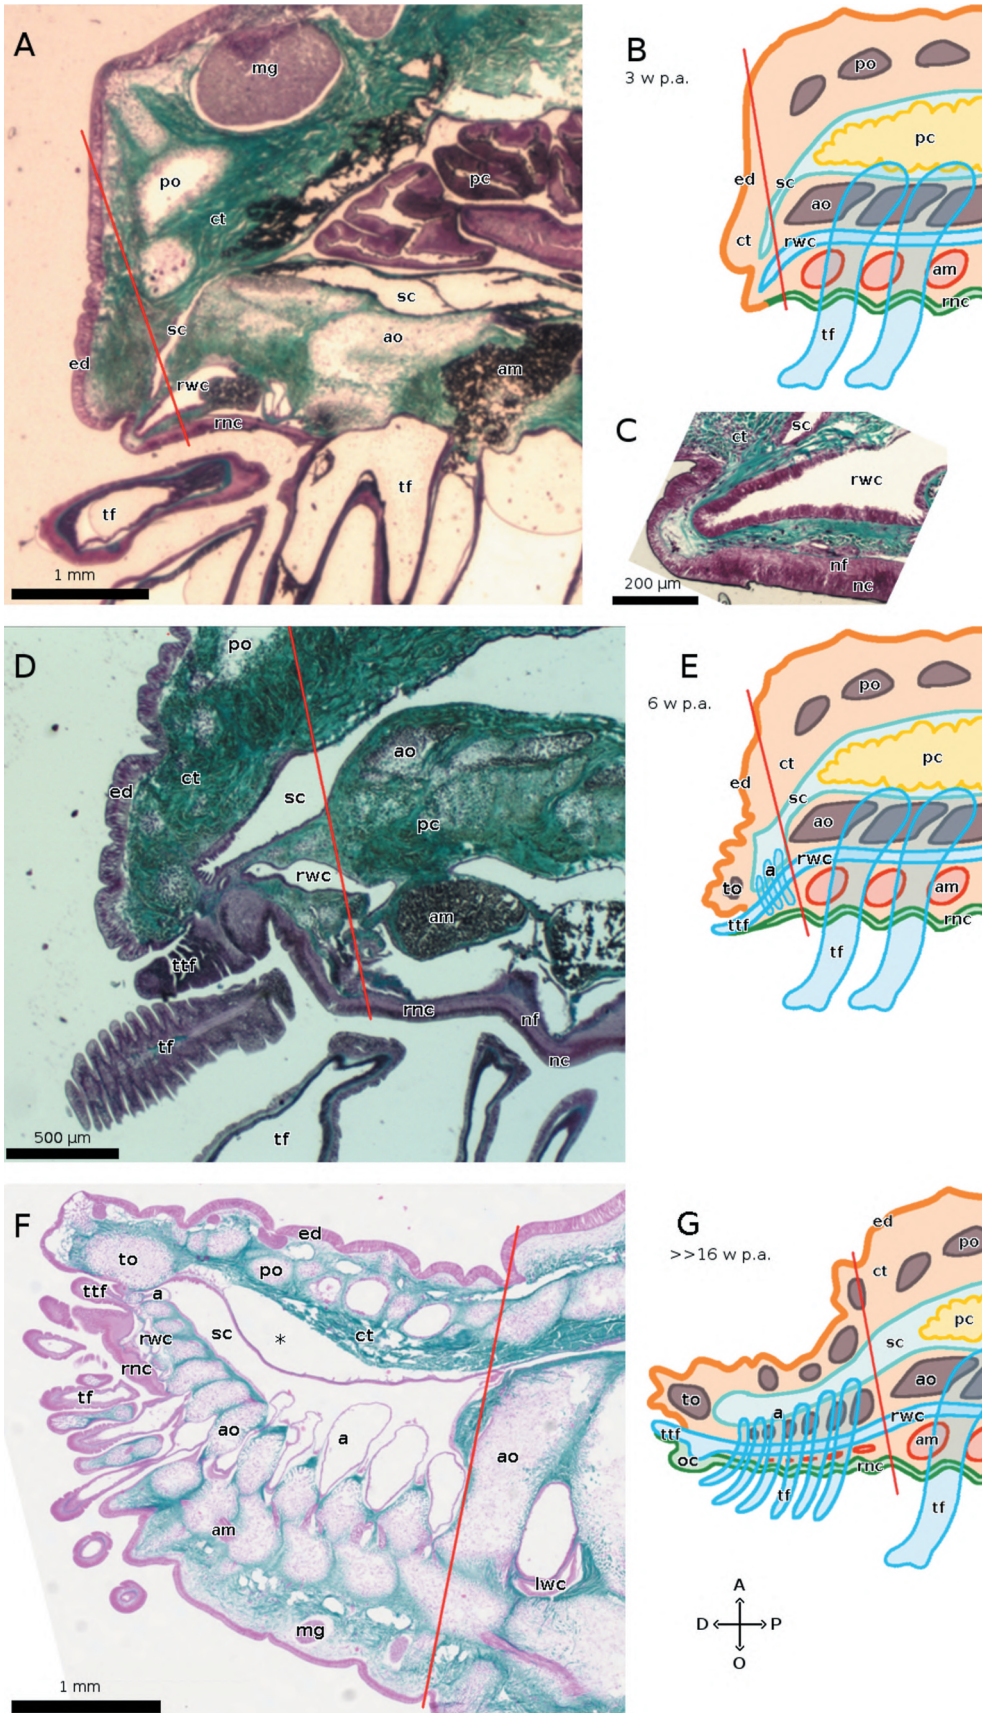 A
mg
po
ct
pc
sc
sc
ao
am
ed
rwc
rnc
tf
tf
1 mm
B
3 w p.a.
po
pc
ed
sc
ao
ct
rwc
am
rnc
tf
C
ct
sc
rwc
nf
nc
200 µm
D
po
ao
ct
ed
sc
pc
rwc
am
ttf
rnc
nf
tf
nc
tf
500 µm
E
6 w p.a.
po
ct
pc
ed
sc
ao
rwc
a
to
am
ttf
rnc
tf
F
ed
to
po
ttf
a
sc
*
ct
rwc
rnc
tf
ao
a
ao
am
lwc
mg
1 mm
G
>>16 w p.a.
ed
po
ct
pc
sc
ao
to
a
rwc
ttf
am
oc
rnc
tf
tf
A
D P
O